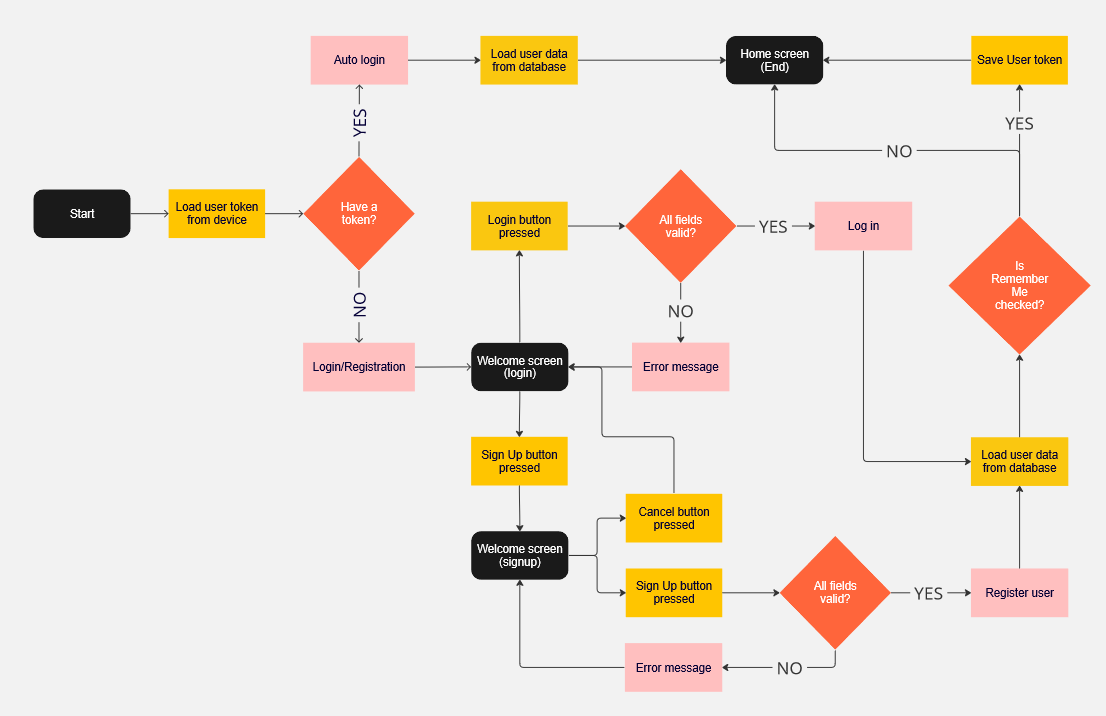 Auto login
Load user data
from database
Home screen
(End)
Save User token
YES
YES
NO
Start
Load user token
from device
Have a
token?
Login button
pressed
All fields
valid?
YES
Log in
Is
Remember
Me
checked?
NO
NO
Login/Registration
Welcome screen
(login)
Error message
Sign Up button
pressed
Load user data
from database
Cancel button
pressed
Welcome screen
(signup)
Sign Up button
pressed
All fields
valid?
YES
Register user
Error message
NO